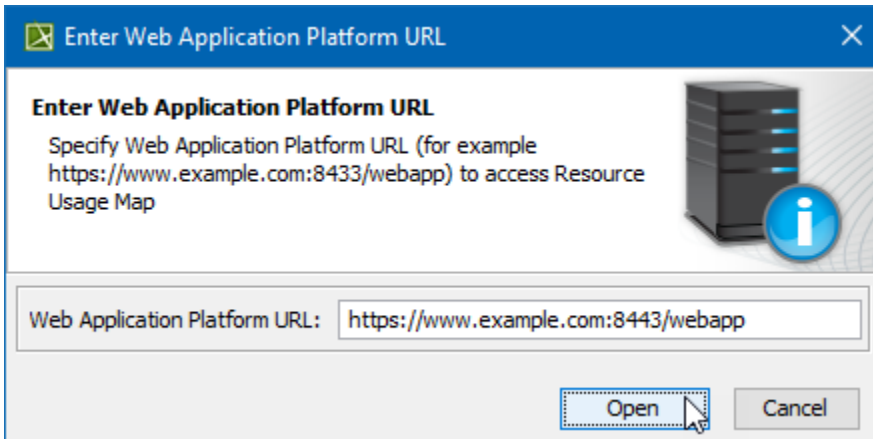 Enter Web Application Platform URL
Enter Web Application Platform URL
Specify Web Application Platform URL (for example
https://www.example.com:8433/webapp) to access Resource
Usage Map
Web Application Platform URL: https://www.example.com:8443/webapp
Open Cancel